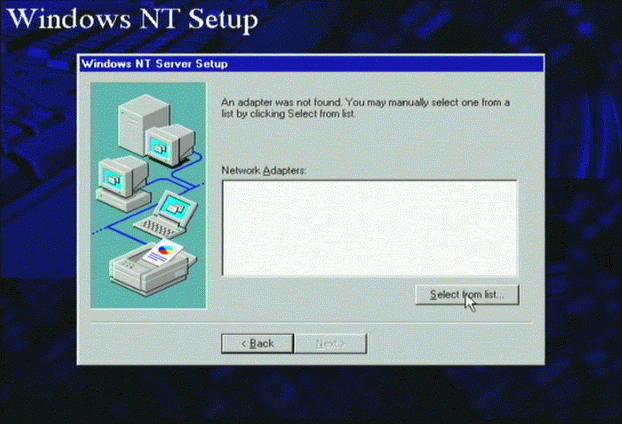 Windows NT Setup
Windows NT Server Setup
An adapter was not found. You may manually select one from a
list by clicking Select from list.
Network Adapters:
Select from list...
< Back
Next >